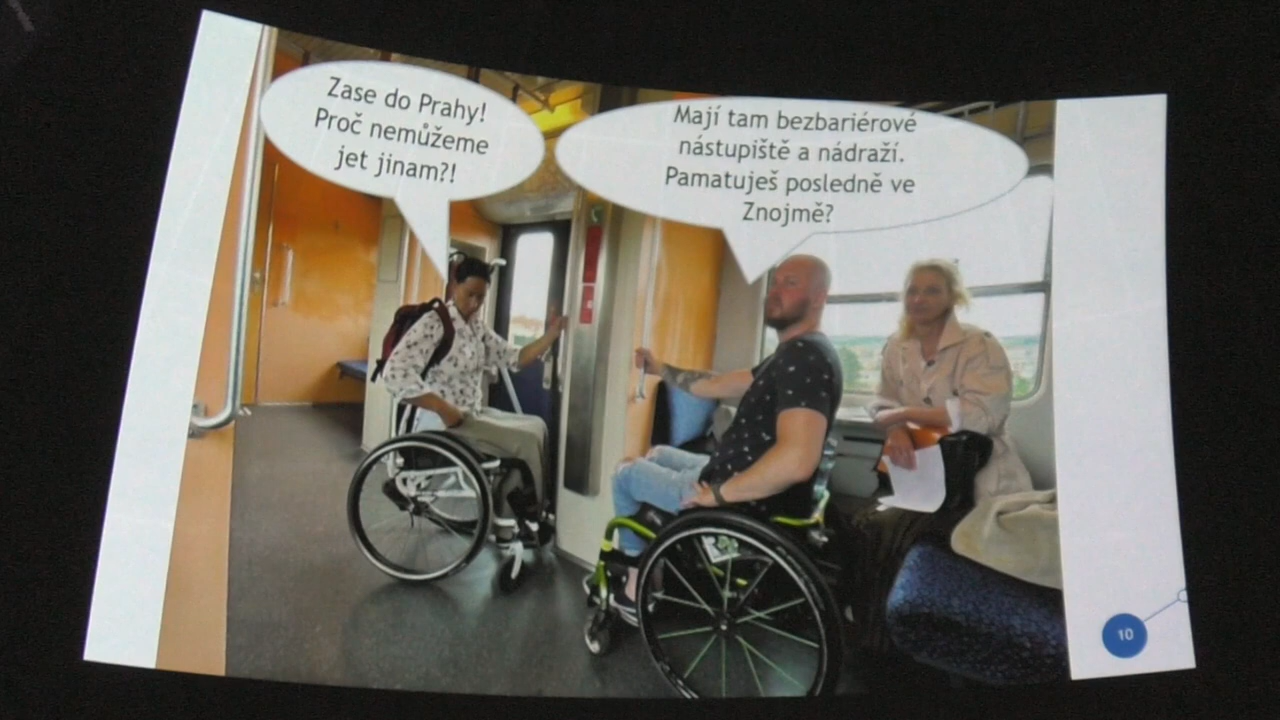 Zase do Prahy!
Proč nemůžeme
jet jinam?!
Mají tam bezbariérové
nástupiště a nádraží.
Pamatuješ posledně ve
Znojmě?
10